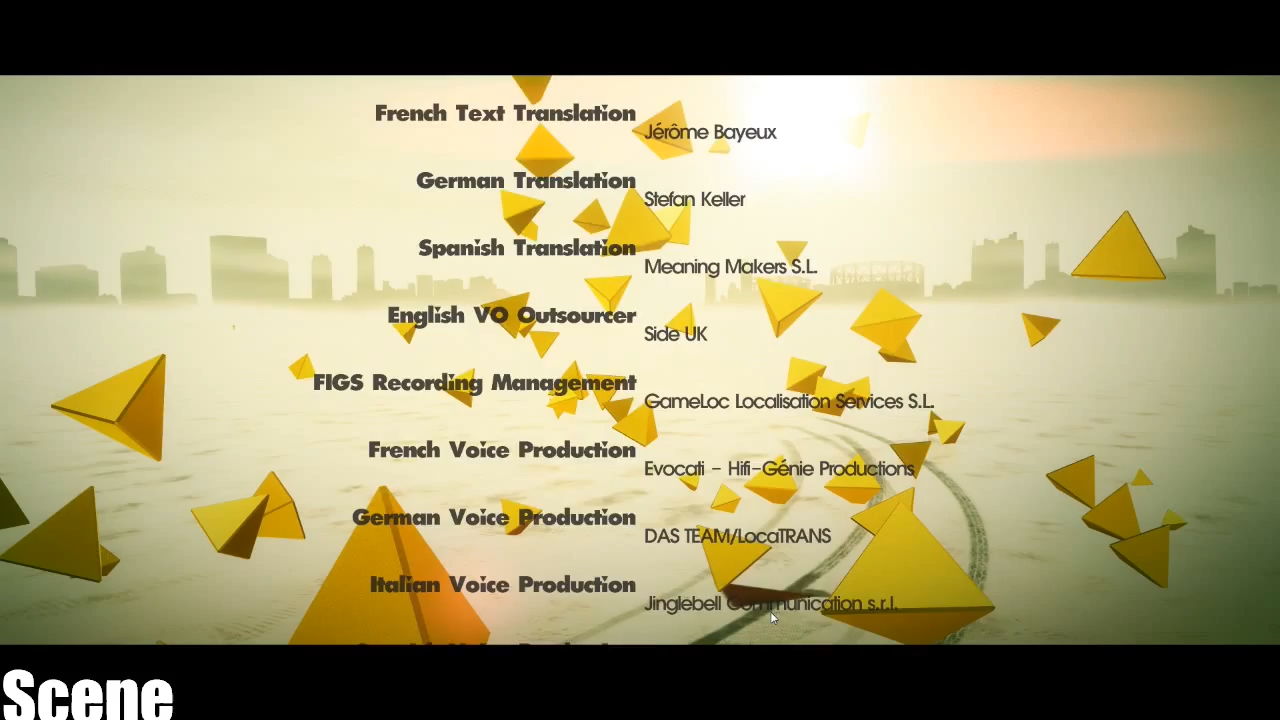 French Text Translation
Jérôme Bayeux
German Translation
Stefan Keller
Spanish Translation
Meaning Makers S.L.
English VO Outsourcer
Side UK
FIGS Recording Management
GameLoc Localisation Services S.L.
French Voice Production
Evocati - Hifi-Génie Productions
German Voice Production
DAS TEAM/LocaTRANS
Italian Voice Production
Jinglebell Communication s.r.l.
Scene